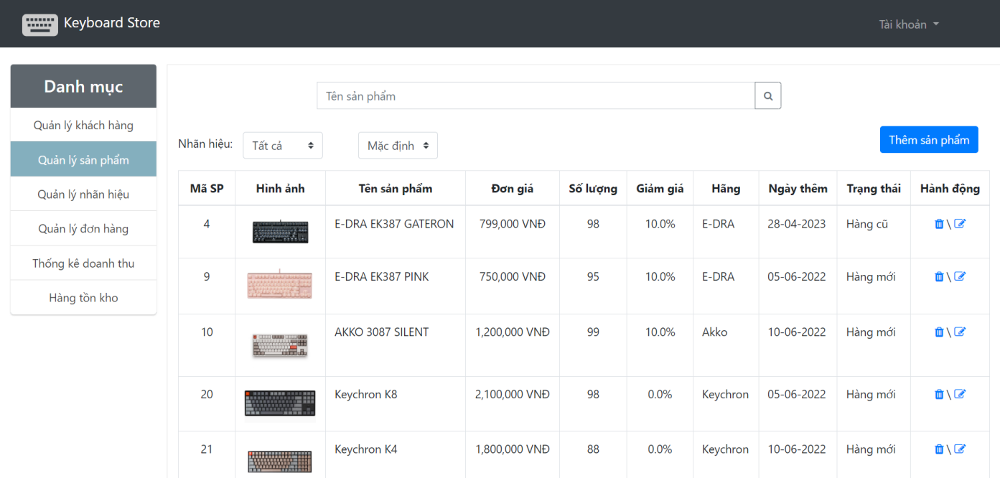 Keyboard Store
Tài khoản
Danh mục
Quản lý khách hàng
Quản lý sản phẩm
Quản lý nhãn hiệu
Quản lý đơn hàng
Thống kê doanh thu
Hàng tồn kho
Tên sản phẩm
Nhãn hiệu: Tất cả Mặc định Thêm sản phẩm
Mã SP Hình ảnh Tên sản phẩm Đơn giá Số lượng Giảm giá Hãng Ngày thêm Trạng thái Hành động
4 E-DRA EK387 GATERON 799,000 VNĐ 98 10.0% E-DRA 28-04-2023 Hàng cũ \
9 E-DRA EK387 PINK 750,000 VNĐ 95 10.0% E-DRA 05-06-2022 Hàng mới \
10 AKKO 3087 SILENT 1,200,000 VNĐ 99 10.0% Akko 10-06-2022 Hàng mới \
20 Keychron K8 2,100,000 VNĐ 98 0.0% Keychron 05-06-2022 Hàng mới \
21 Keychron K4 1,800,000 VNĐ 88 0.0% Keychron 10-06-2022 Hàng mới \